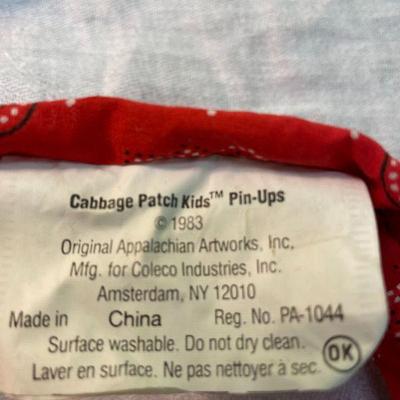 Cabbage Patch Kids™ Pin-Ups
© 1983
Original Appalachian Artworks, Inc,
Mfg. for Coleco Industries, Inc.
Amsterdam, NY 12010
Made in China Reg. No. PA-1044
Surface washable. Do not dry clean.
Laver en surface. Ne pas nettoyer à sec.
OK